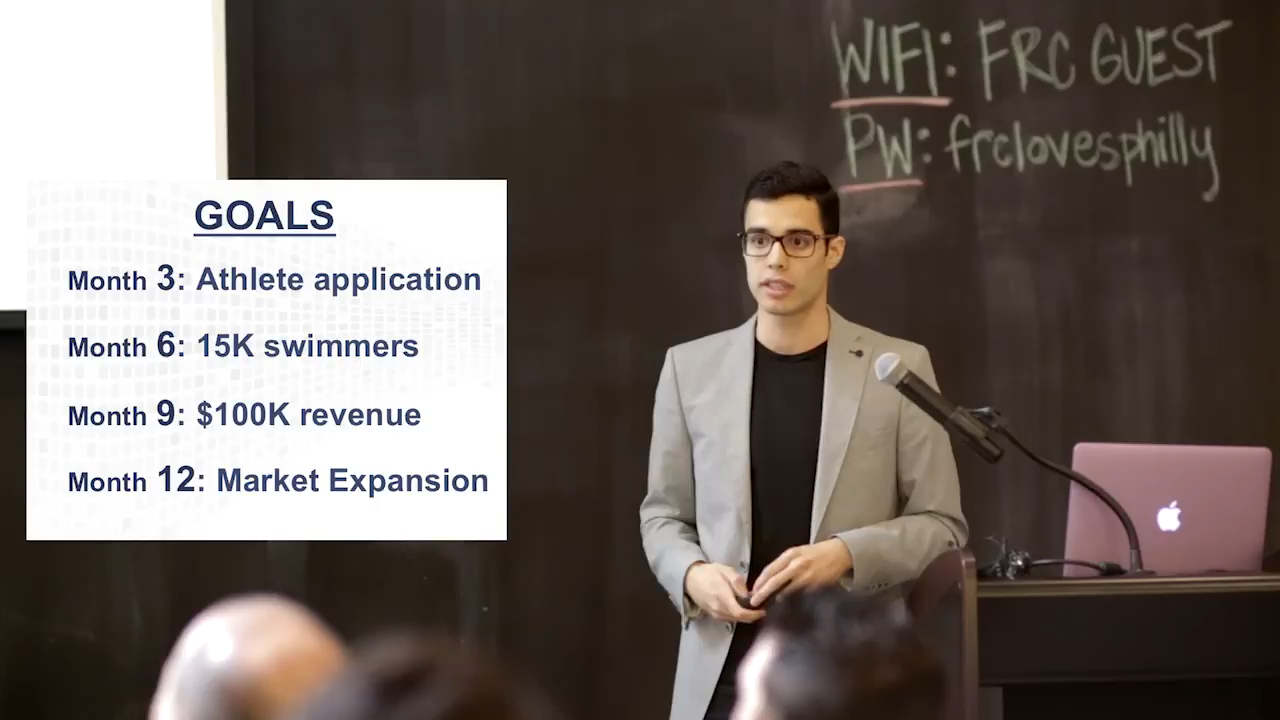 WIFI: FRC GUEST
PW: frclovesphilly
GOALS
Month 3: Athlete application
Month 6: 15K swimmers
Month 9: $100K revenue
Month 12: Market Expansion